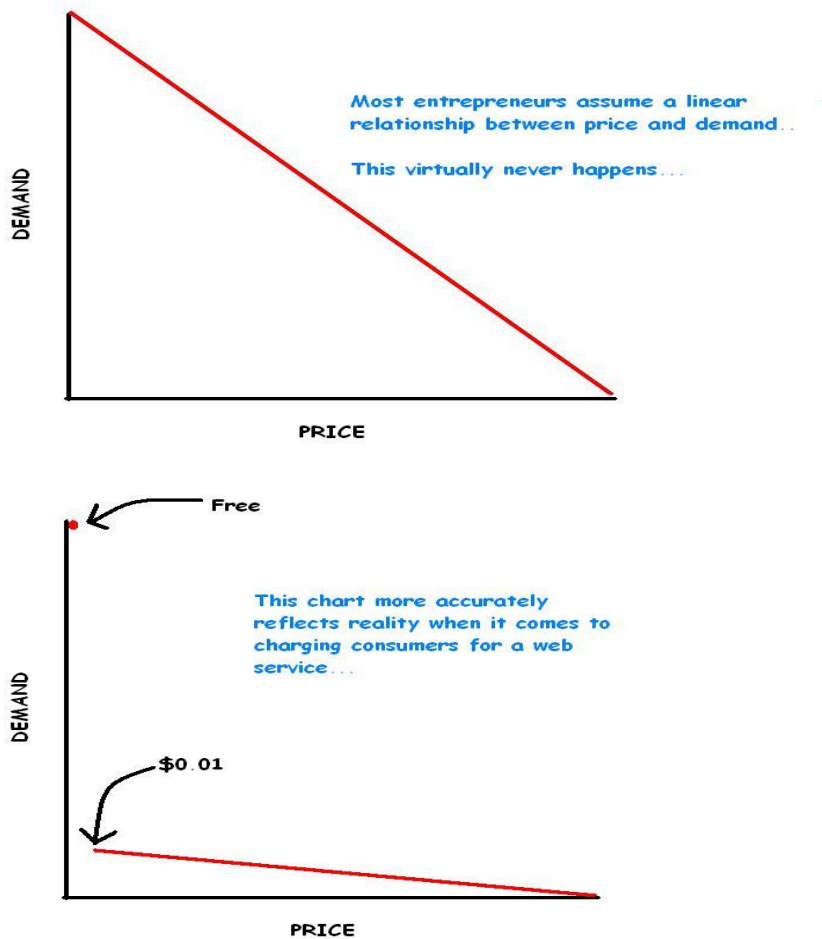 Most entrepreneurs assume a linear
relationship between price and demand..
This virtually never happens...
DEMAND
PRICE
Free
This chart more accurately
reflects reality when it comes to
charging consumers for a web
service...
DEMAND
$0.01
PRICE